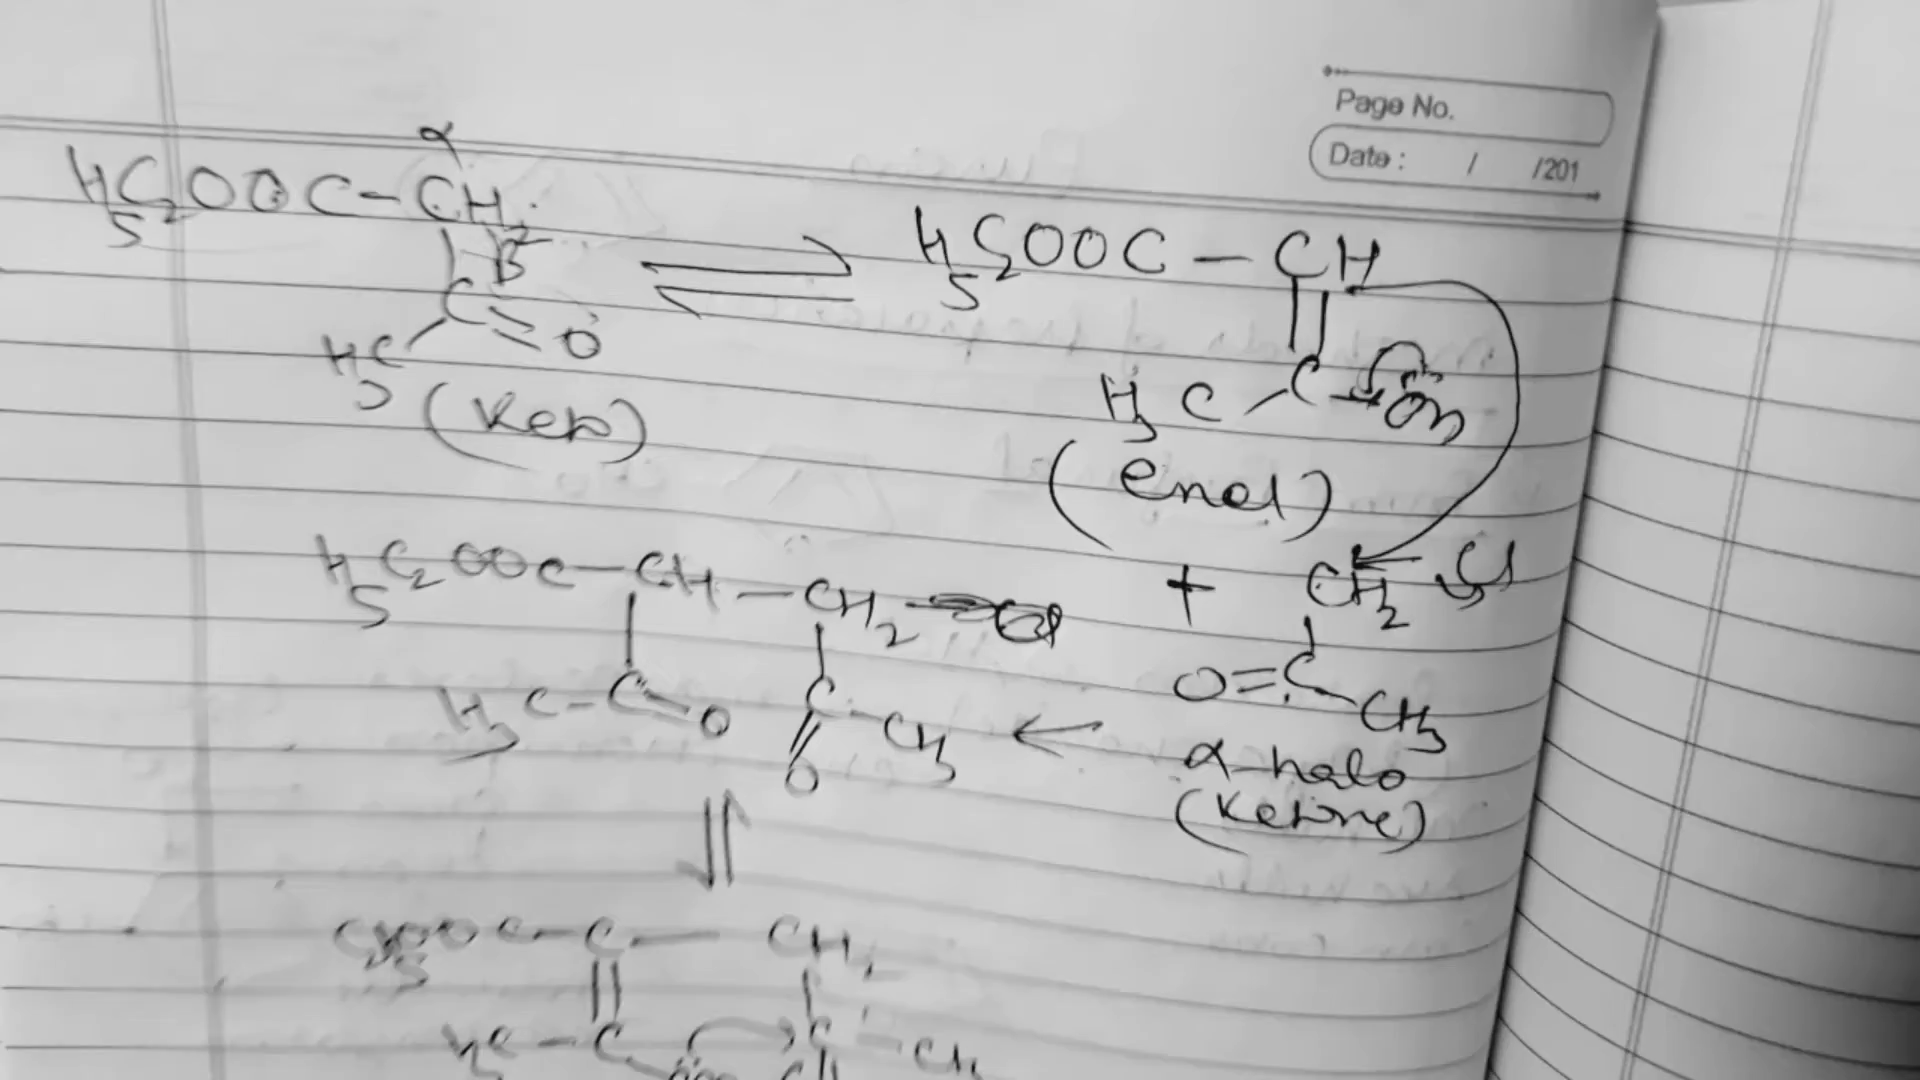 Page No.
Date : / /201
α
H5C2OOC-CH2
β
C=O
H3C
(Keto)
H5C2OOC-CH
H3C-C-OH
(enol)
+ CH2-Cl
O=C-CH3
α-halo
(Ketone)
H5C2OOC-CH-CH2
H3C-C=O C-CH3
O
C2H5OOC-C-CH2
H3C-C C-CH3